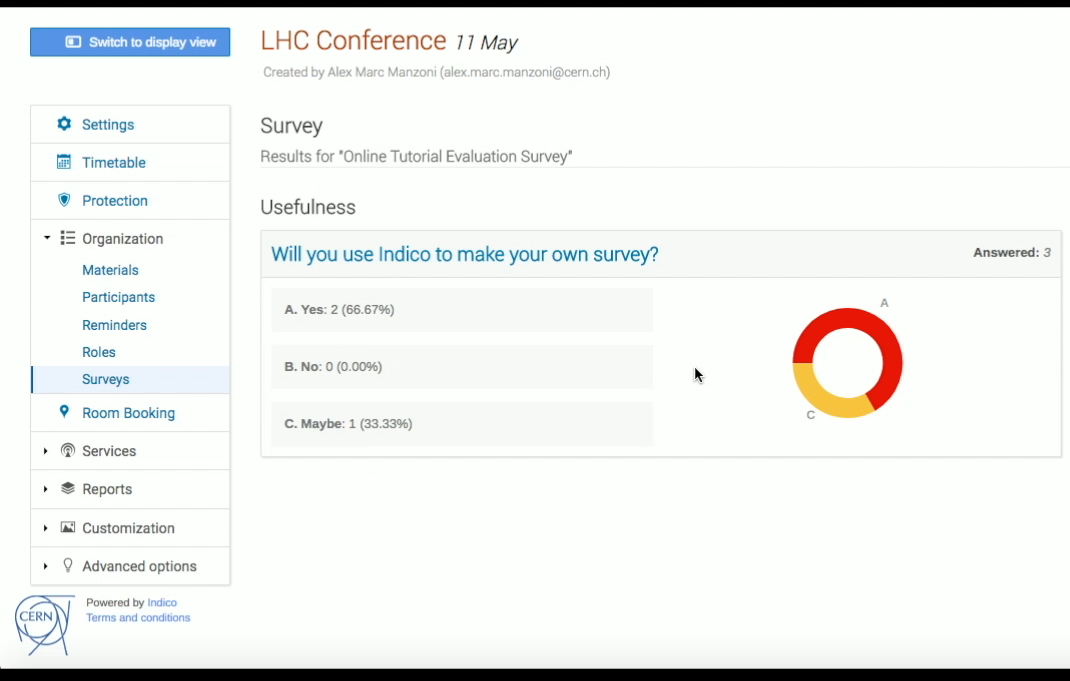 Switch to display view
LHC Conference 11 May
Created by Alex Marc Manzoni (alex.marc.manzoni@cern.ch)
Settings
Timetable
Protection
Organization
Materials
Participants
Reminders
Roles
Surveys
Room Booking
Services
Reports
Customization
Advanced options
CERN
Powered by Indico
Terms and conditions
Survey
Results for "Online Tutorial Evaluation Survey"
Usefulness
Will you use Indico to make your own survey? Answered: 3
A. Yes: 2 (66.67%)
B. No: 0 (0.00%)
C. Maybe: 1 (33.33%)
A
C